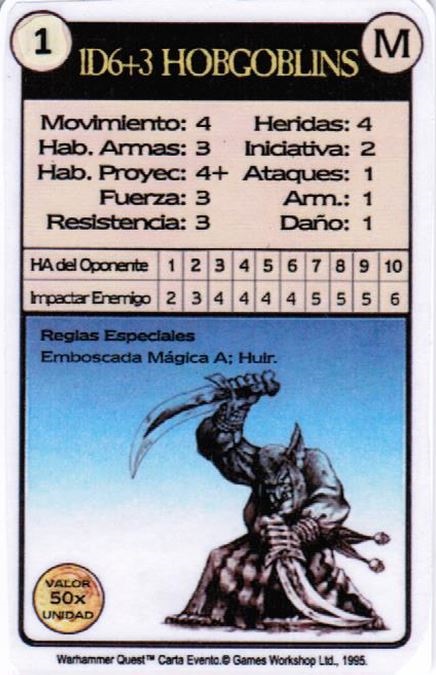 1
M
1D6+3 HOBGOBLINS
Movimiento: 4 Heridas: 4
Hab. Armas: 3 Iniciativa: 2
Hab. Proyec: 4+ Ataques: 1
Fuerza: 3 Arm.: 1
Resistencia: 3 Daño: 1
HA del Oponente 1 2 3 4 5 6 7 8 9 10
Impactar Enemigo 2 3 4 4 4 4 5 5 5 6
Reglas Especiales
Emboscada Mágica A; Huir.
VALOR
50x
UNIDAD
Warhammer Quest™ Carta Evento.© Games Workshop Ltd., 1995.